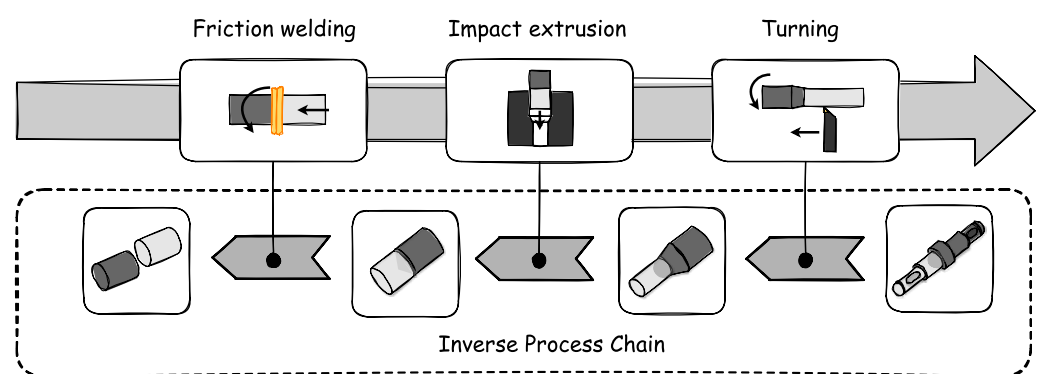 Friction welding
Impact extrusion
Turning
Inverse Process Chain